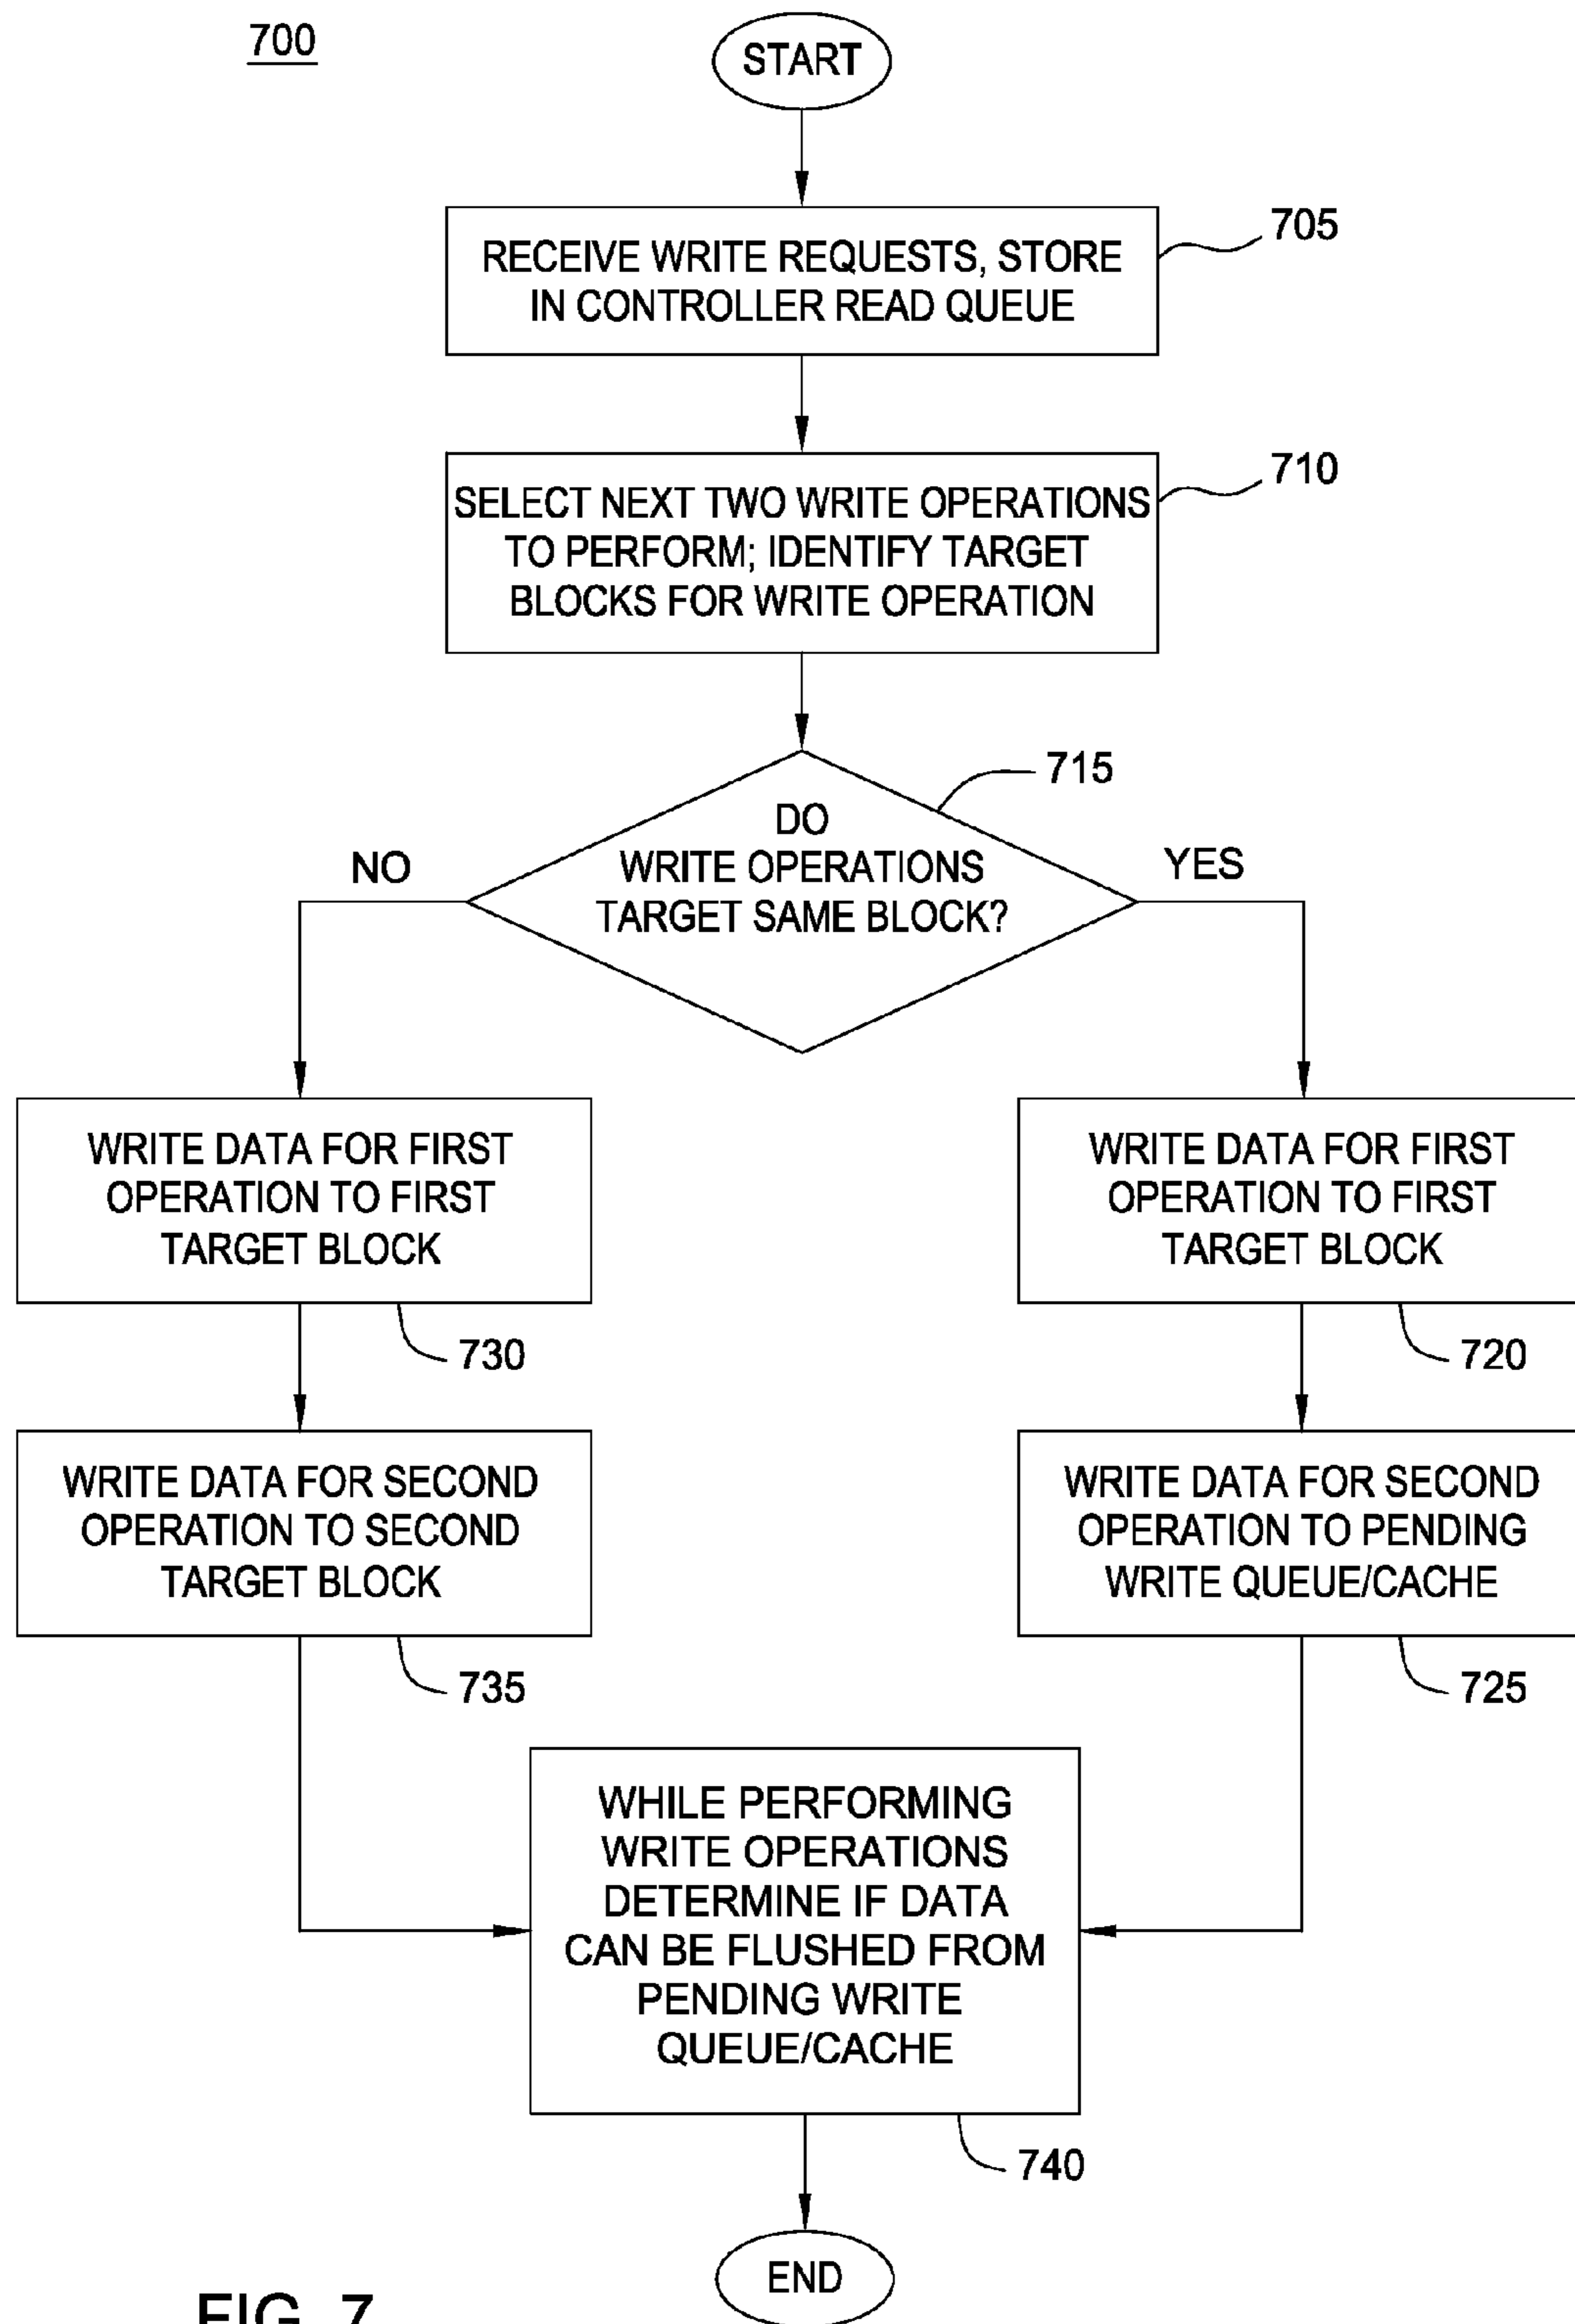 700
START
RECEIVE WRITE REQUESTS, STORE
IN CONTROLLER READ QUEUE
705
SELECT NEXT TWO WRITE OPERATIONS
TO PERFORM; IDENTIFY TARGET
BLOCKS FOR WRITE OPERATION
710
DO
WRITE OPERATIONS
TARGET SAME BLOCK?
715
NO
YES
WRITE DATA FOR FIRST
OPERATION TO FIRST
TARGET BLOCK
730
WRITE DATA FOR FIRST
OPERATION TO FIRST
TARGET BLOCK
720
WRITE DATA FOR SECOND
OPERATION TO SECOND
TARGET BLOCK
735
WRITE DATA FOR SECOND
OPERATION TO PENDING
WRITE QUEUE/CACHE
725
WHILE PERFORMING
WRITE OPERATIONS
DETERMINE IF DATA
CAN BE FLUSHED FROM
PENDING WRITE
QUEUE/CACHE
740
END
FIG. 7